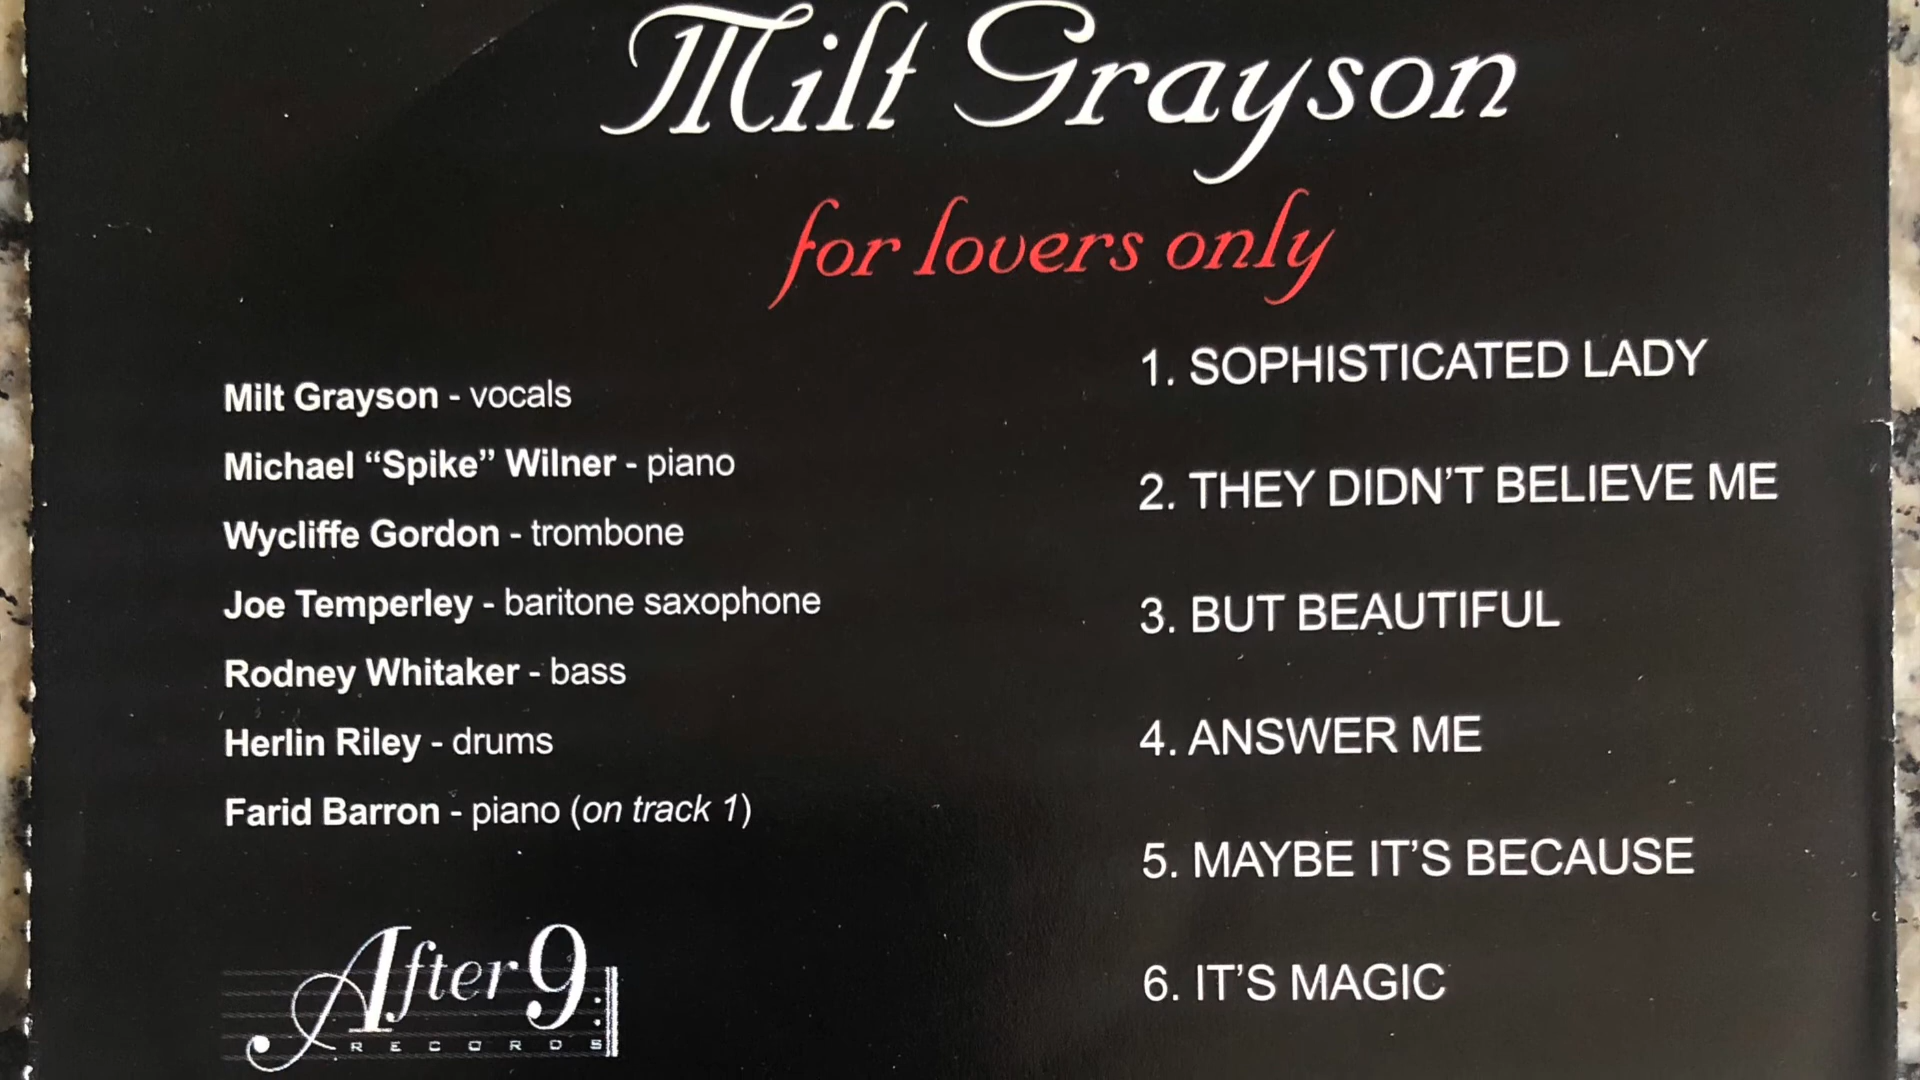 Milt Grayson
for lovers only
Milt Grayson - vocals
Michael “Spike” Wilner - piano
Wycliffe Gordon - trombone
Joe Temperley - baritone saxophone
Rodney Whitaker - bass
Herlin Riley - drums
Farid Barron - piano (on track 1)
After 9
RECORDS
1. SOPHISTICATED LADY
2. THEY DIDN’T BELIEVE ME
3. BUT BEAUTIFUL
4. ANSWER ME
5. MAYBE IT’S BECAUSE
6. IT’S MAGIC